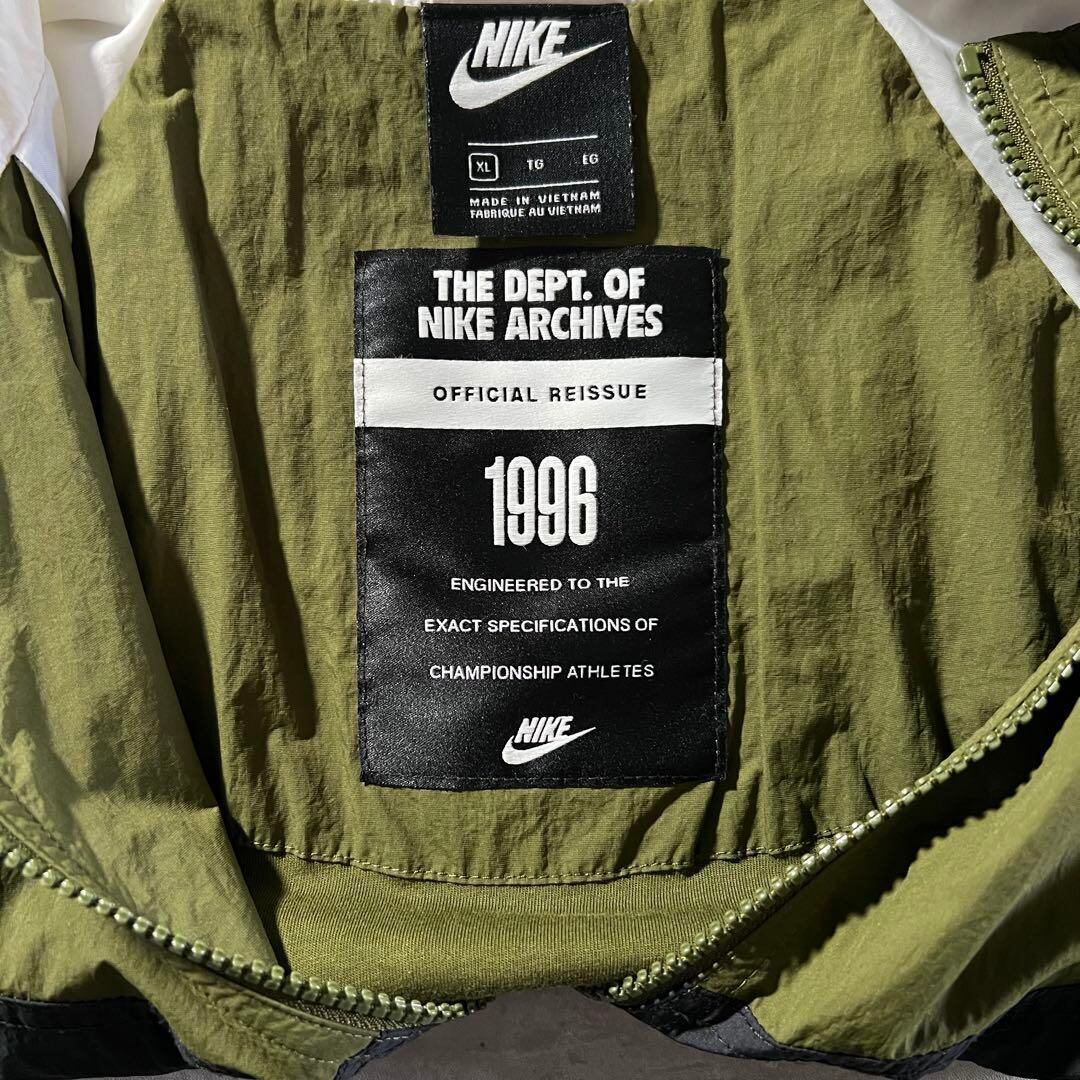 NIKE
XL TG EG
MADE IN VIETNAM
FABRIQUE AU VIETNAM
THE DEPT. OF
NIKE ARCHIVES
OFFICIAL REISSUE
1996
ENGINEERED TO THE
EXACT SPECIFICATIONS OF
CHAMPIONSHIP ATHLETES
NIKE